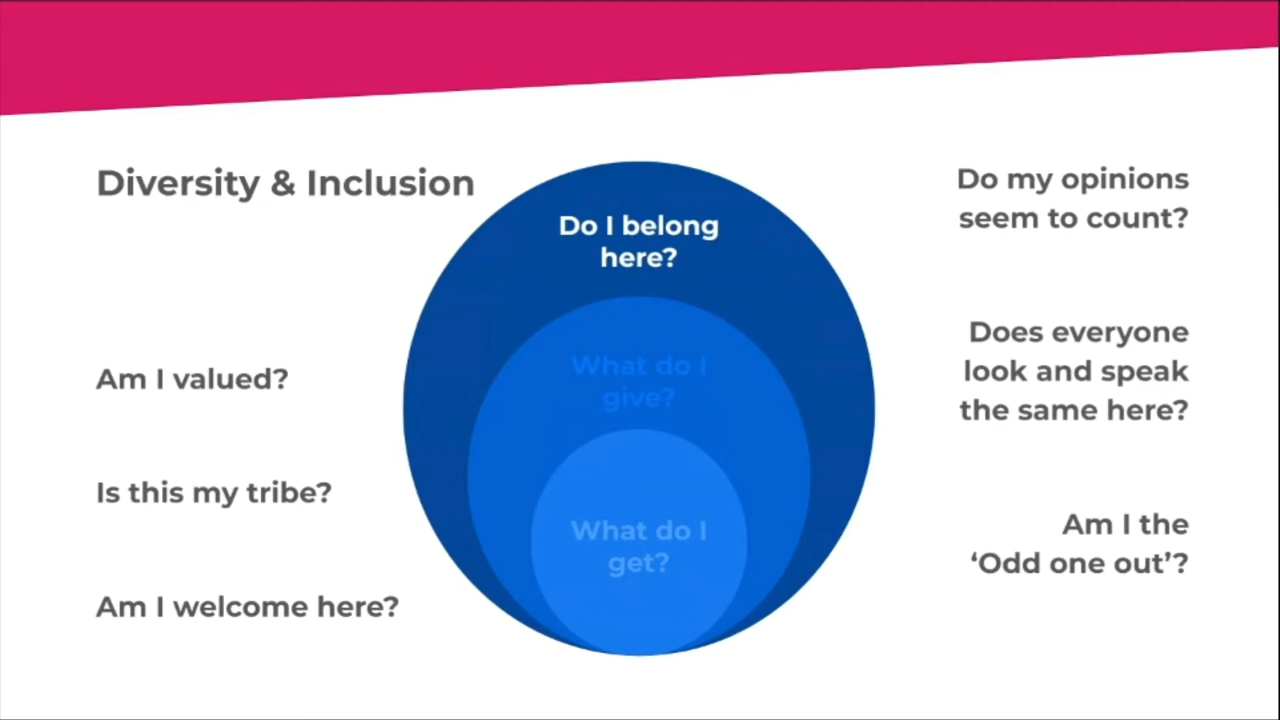 Diversity & Inclusion
Am I valued?
Is this my tribe?
Am I welcome here?
Do I belong
here?
What do I
give?
What do I
get?
Do my opinions
seem to count?
Does everyone
look and speak
the same here?
Am I the
‘Odd one out’?